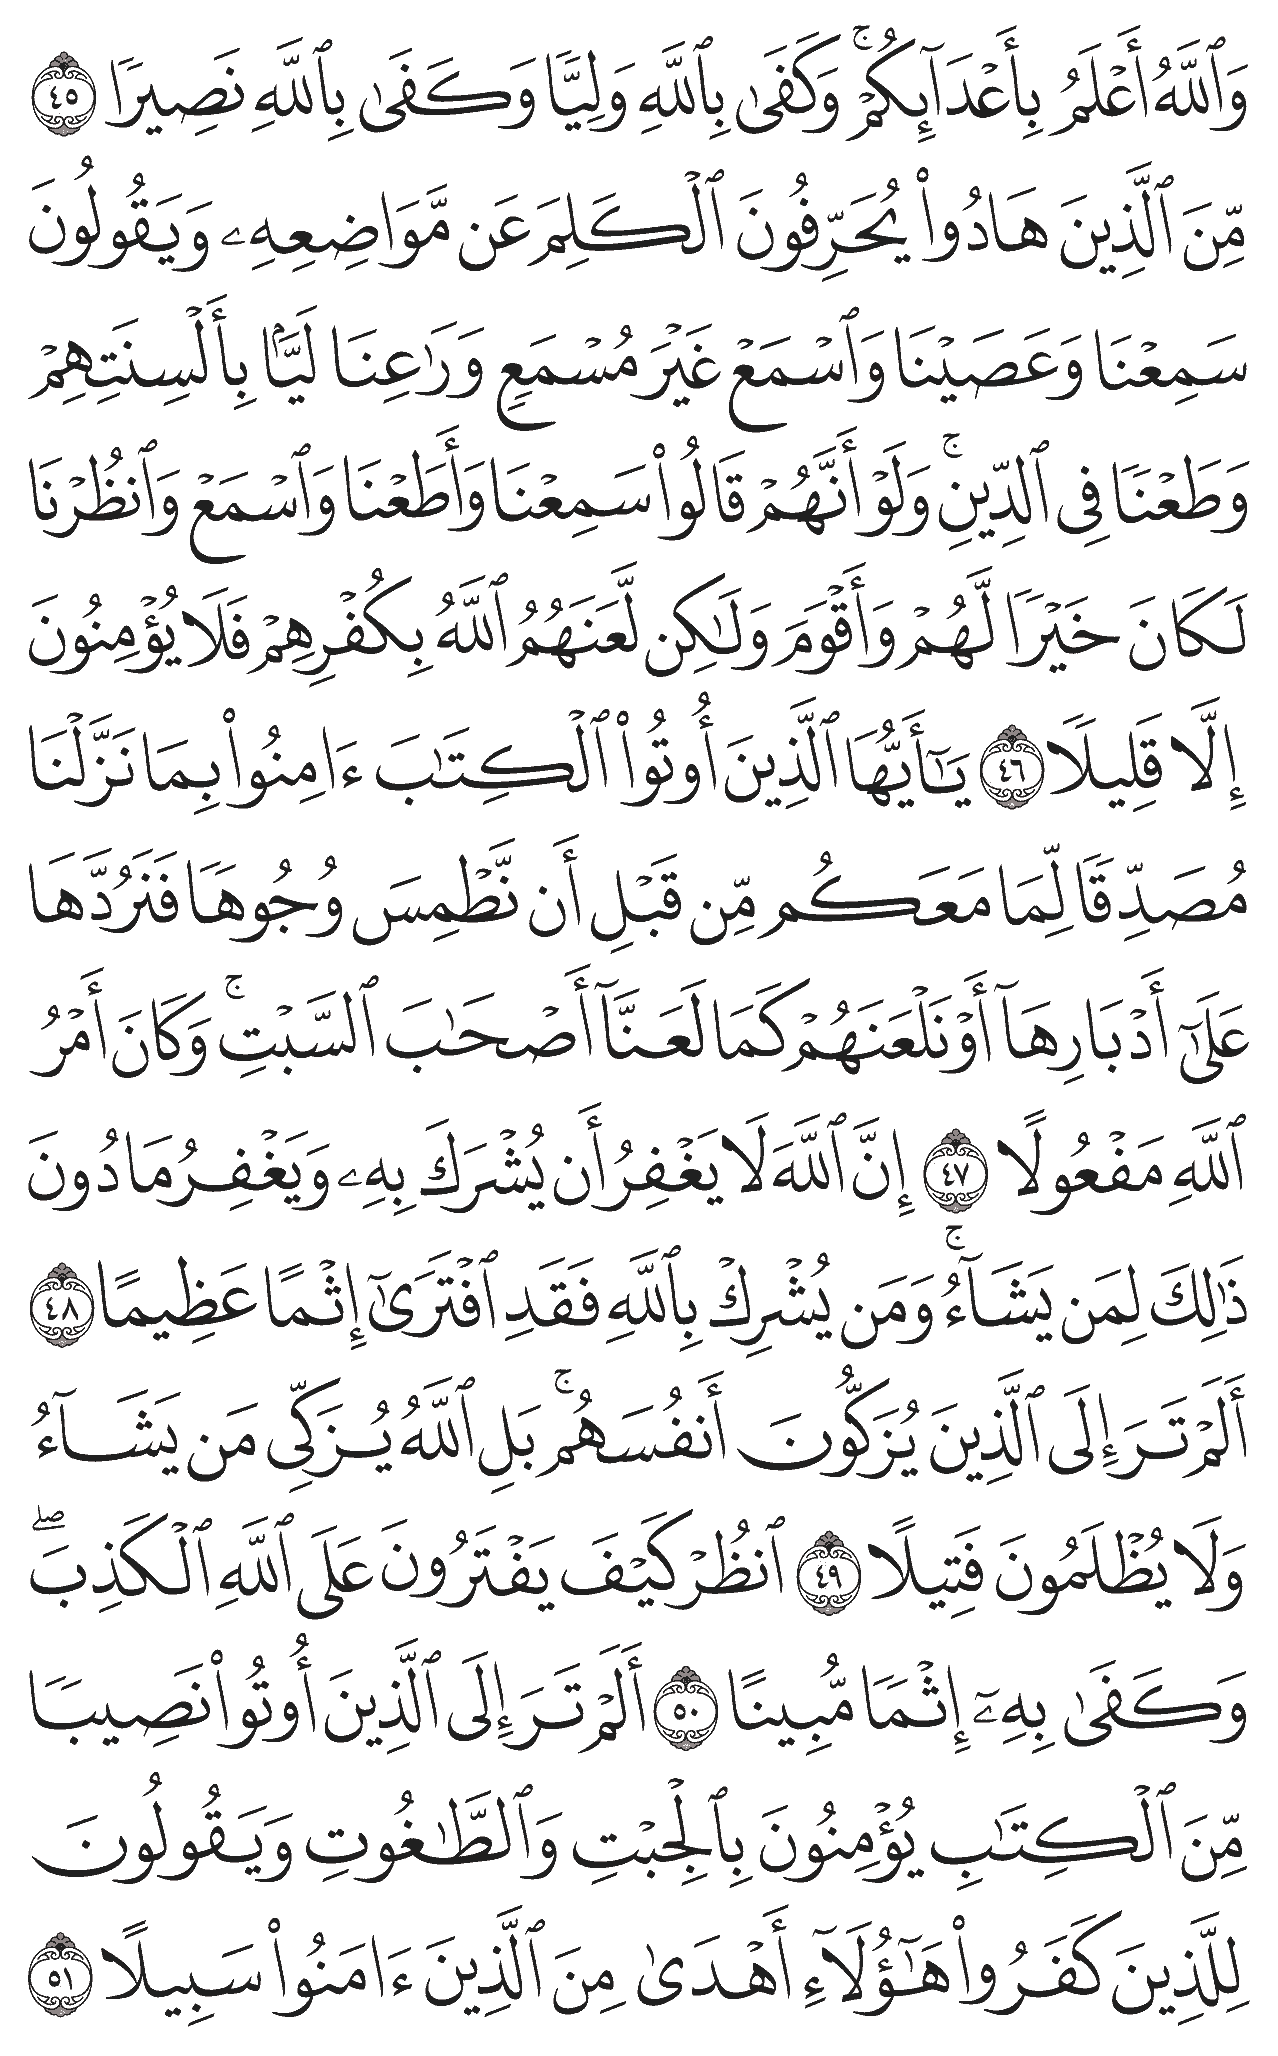 وَٱللَّهُ أَعۡلَمُ بِأَعۡدَآئِكُمۡۚ وَكَفَىٰ بِٱللَّهِ وَلِيّٗا وَكَفَىٰ بِٱللَّهِ نَصِيرٗا ٤٥
مِّنَ ٱلَّذِينَ هَادُواْ يُحَرِّفُونَ ٱلۡكَلِمَ عَن مَّوَاضِعِهِۦ وَيَقُولُونَ
سَمِعۡنَا وَعَصَيۡنَا وَٱسۡمَعۡ غَيۡرَ مُسۡمَعٖ وَرَٰعِنَا لَيَّۢا بِأَلۡسِنَتِهِمۡ
وَطَعۡنٗا فِي ٱلدِّينِۚ وَلَوۡ أَنَّهُمۡ قَالُواْ سَمِعۡنَا وَأَطَعۡنَا وَٱسۡمَعۡ وَٱنظُرۡنَا
لَكَانَ خَيۡرٗا لَّهُمۡ وَأَقۡوَمَ وَلَٰكِن لَّعَنَهُمُ ٱللَّهُ بِكُفۡرِهِمۡ فَلَا يُؤۡمِنُونَ
إِلَّا قَلِيلٗا ٤٦ يَٰٓأَيُّهَا ٱلَّذِينَ أُوتُواْ ٱلۡكِتَٰبَ ءَامِنُواْ بِمَا نَزَّلۡنَا
مُصَدِّقٗا لِّمَا مَعَكُم مِّن قَبۡلِ أَن نَّطۡمِسَ وُجُوهٗا فَنَرُدَّهَا
عَلَىٰٓ أَدۡبَارِهَآ أَوۡ نَلۡعَنَهُمۡ كَمَا لَعَنَّآ أَصۡحَٰبَ ٱلسَّبۡتِۚ وَكَانَ أَمۡرُ
ٱللَّهِ مَفۡعُولًا ٤٧ إِنَّ ٱللَّهَ لَا يَغۡفِرُ أَن يُشۡرَكَ بِهِۦ وَيَغۡفِرُ مَا دُونَ
ذَٰلِكَ لِمَن يَشَآءُۚ وَمَن يُشۡرِكۡ بِٱللَّهِ فَقَدِ ٱفۡتَرَىٰٓ إِثۡمًا عَظِيمًا ٤٨
أَلَمۡ تَرَ إِلَى ٱلَّذِينَ يُزَكُّونَ أَنفُسَهُمۚ بَلِ ٱللَّهُ يُزَكِّي مَن يَشَآءُ
وَلَا يُظۡلَمُونَ فَتِيلًا ٤٩ ٱنظُرۡ كَيۡفَ يَفۡتَرُونَ عَلَى ٱللَّهِ ٱلۡكَذِبَۖ
وَكَفَىٰ بِهِۦٓ إِثۡمٗا مُّبِينًا ٥٠ أَلَمۡ تَرَ إِلَى ٱلَّذِينَ أُوتُواْ نَصِيبٗا
مِّنَ ٱلۡكِتَٰبِ يُؤۡمِنُونَ بِٱلۡجِبۡتِ وَٱلطَّٰغُوتِ وَيَقُولُونَ
لِلَّذِينَ كَفَرُواْ هَٰٓؤُلَآءِ أَهۡدَىٰ مِنَ ٱلَّذِينَ ءَامَنُواْ سَبِيلًا ٥١